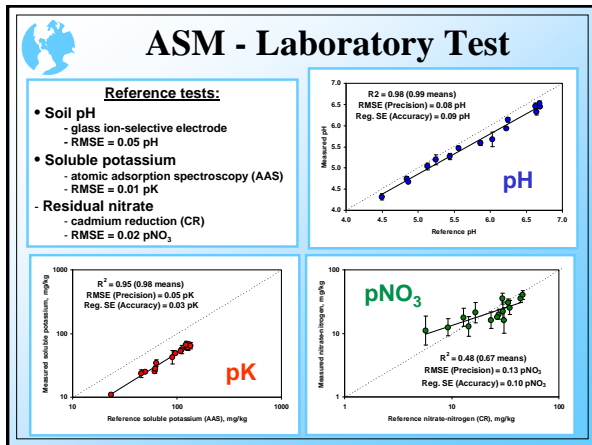 ASM - Laboratory Test
Reference tests:
• Soil pH
- glass ion-selective electrode
- RMSE = 0.05 pH
• Soluble potassium
- atomic adsorption spectroscopy (AAS)
- RMSE = 0.01 pK
- Residual nitrate
- cadmium reduction (CR)
- RMSE = 0.02 pNO3
R2 = 0.98 (0.99 means)
RMSE (Precision) = 0.08 pH
Reg. SE (Accuracy) = 0.09 pH
Measured pH
7.0
6.5
6.0
5.5
5.0
4.5
4.0
4.0 5.0 6.0 7.0
Reference pH
pH
R2 = 0.95 (0.98 means)
RMSE (Precision) = 0.05 pK
Reg. SE (Accuracy) = 0.03 pK
Measured soluble potassium, mg/kg
1000
100
10
10 100 1000
Reference soluble potassium (AAS), mg/kg
pK
pNO3
Measured nitrate-nitrogen, mg/kg
100
10
1
R2 = 0.48 (0.67 means)
RMSE (Precision) = 0.13 pNO3
Reg. SE (Accuracy) = 0.10 pNO3
1 10 100
Reference nitrate-nitrogen (CR), mg/kg